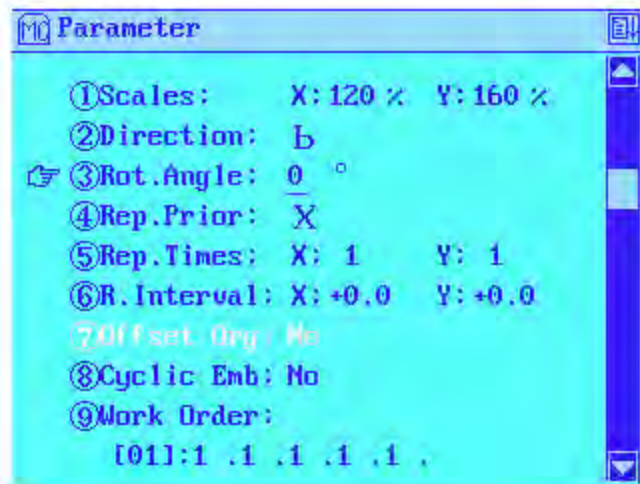 MC Parameter
①Scales: X:120 % Y:160 %
②Direction: Ь
③Rot.Angle: 0 °
④Rep.Prior: X
⑤Rep.Times: X: 1 Y: 1
⑥R.Interval: X:+0.0 Y:+0.0
⑦Offset Org: No
⑧Cyclic Emb: No
⑨Work Order:
[01]:1 .1 .1 .1 .1 .